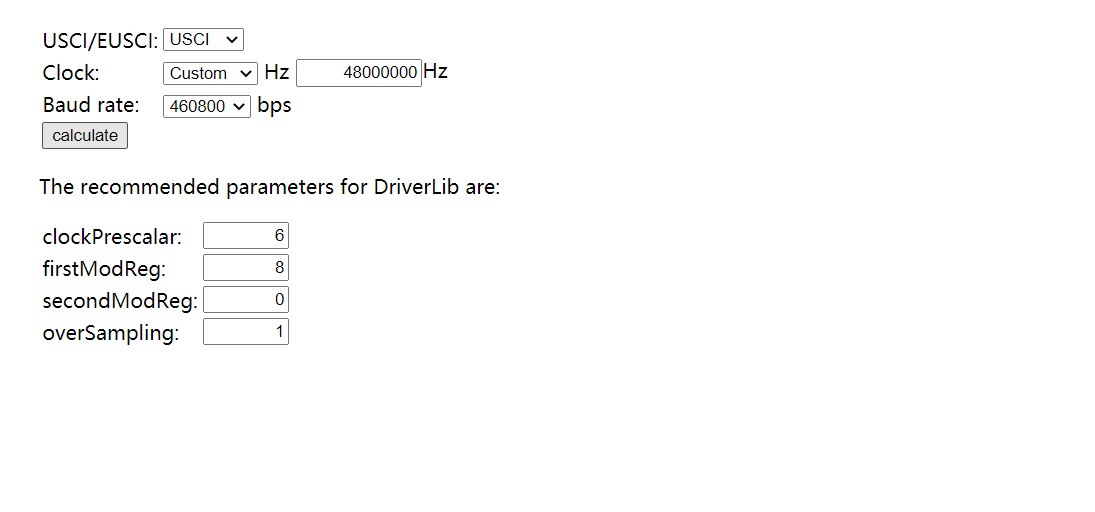 USCI/EUSCI: USCI
Clock: Custom Hz 48000000 Hz
Baud rate: 460800 bps
calculate
The recommended parameters for DriverLib are:
clockPrescalar: 6
firstModReg: 8
secondModReg: 0
overSampling: 1